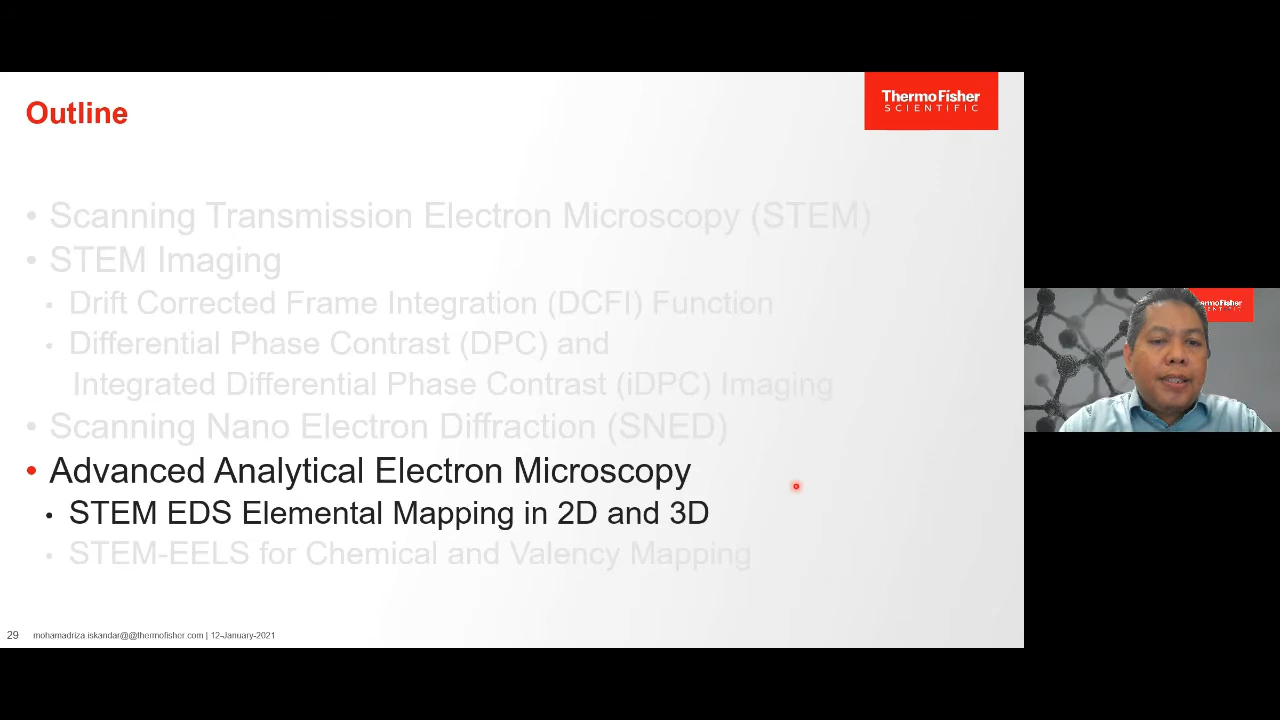 Outline
ThermoFisher
SCIENTIFIC
• Scanning Transmission Electron Microscopy (STEM)
• STEM Imaging
• Drift Corrected Frame Integration (DCFI) Function
• Differential Phase Contrast (DPC) and
Integrated Differential Phase Contrast (iDPC) Imaging
• Scanning Nano Electron Diffraction (SNED)
• Advanced Analytical Electron Microscopy
• STEM EDS Elemental Mapping in 2D and 3D
• STEM-EELS for Chemical and Valency Mapping
29 mohamadriza.iskandar@@thermofisher.com | 12-January-2021
rmoFisher